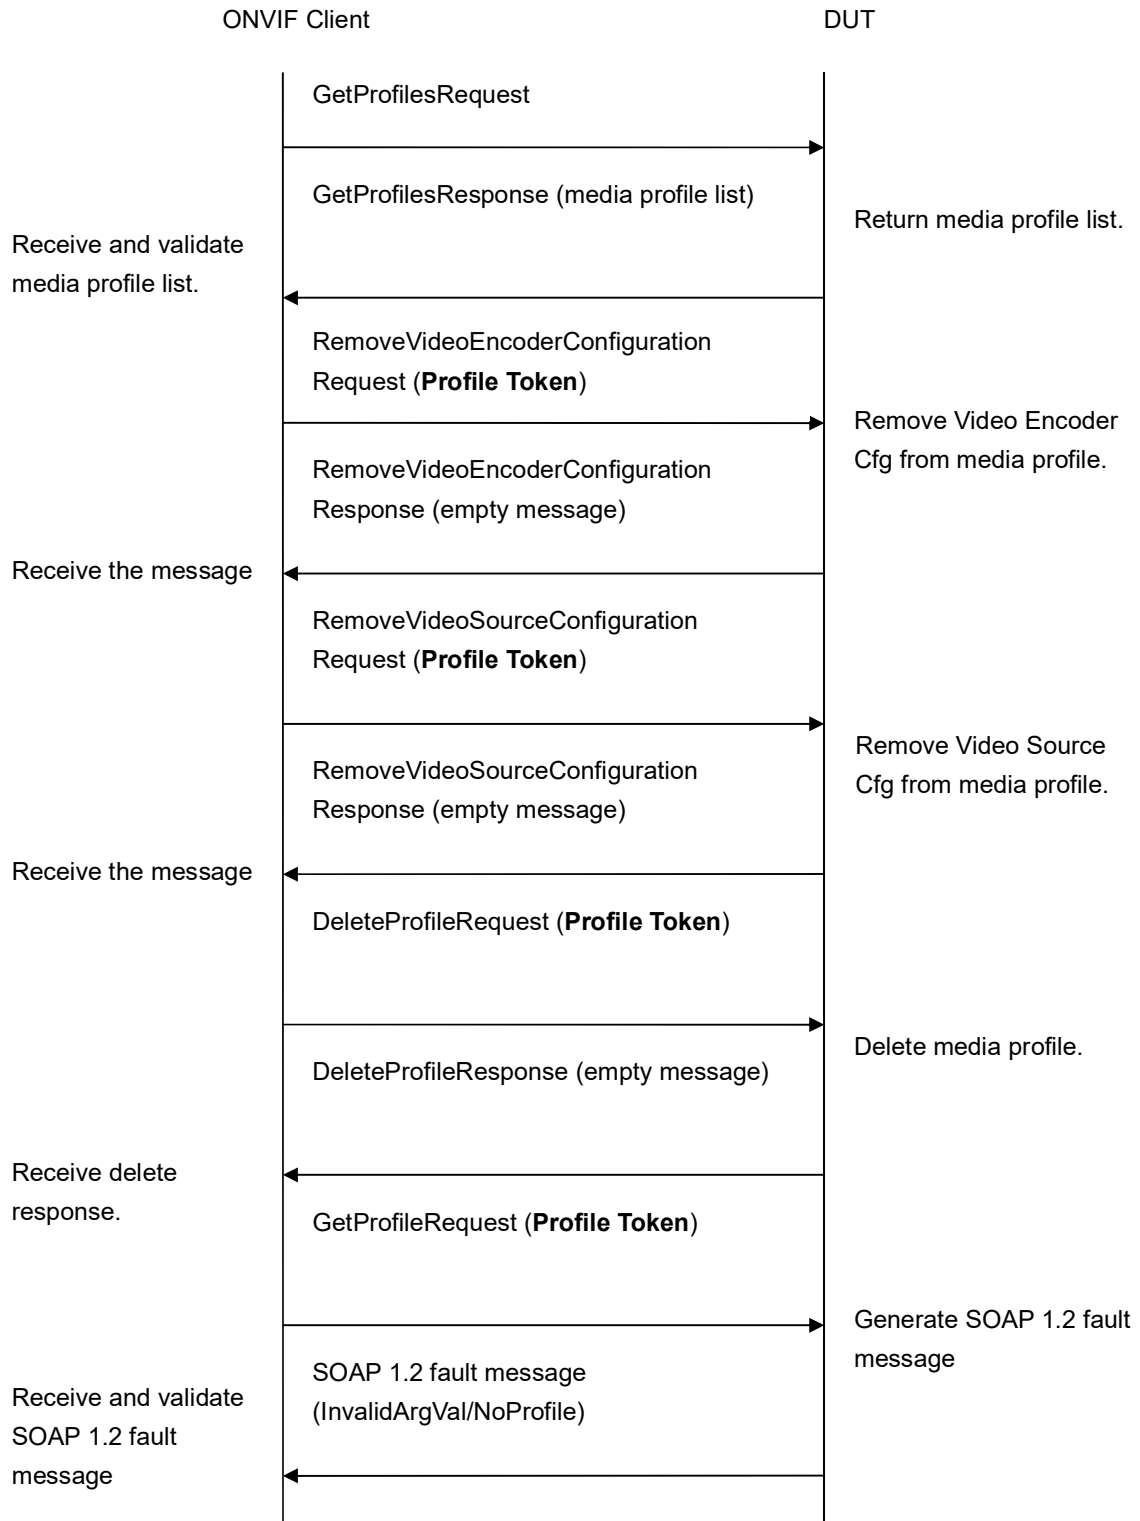 ONVIF Client
DUT
GetProfilesRequest
GetProfilesResponse (media profile list)
Return media profile list.
Receive and validate
media profile list.
RemoveVideoEncoderConfiguration
Request (Profile Token)
Remove Video Encoder
Cfg from media profile.
RemoveVideoEncoderConfiguration
Response (empty message)
Receive the message
RemoveVideoSourceConfiguration
Request (Profile Token)
Remove Video Source
Cfg from media profile.
RemoveVideoSourceConfiguration
Response (empty message)
Receive the message
DeleteProfileRequest (Profile Token)
Delete media profile.
DeleteProfileResponse (empty message)
Receive delete
response.
GetProfileRequest (Profile Token)
Generate SOAP 1.2 fault
message
SOAP 1.2 fault message
(InvalidArgVal/NoProfile)
Receive and validate
SOAP 1.2 fault
message